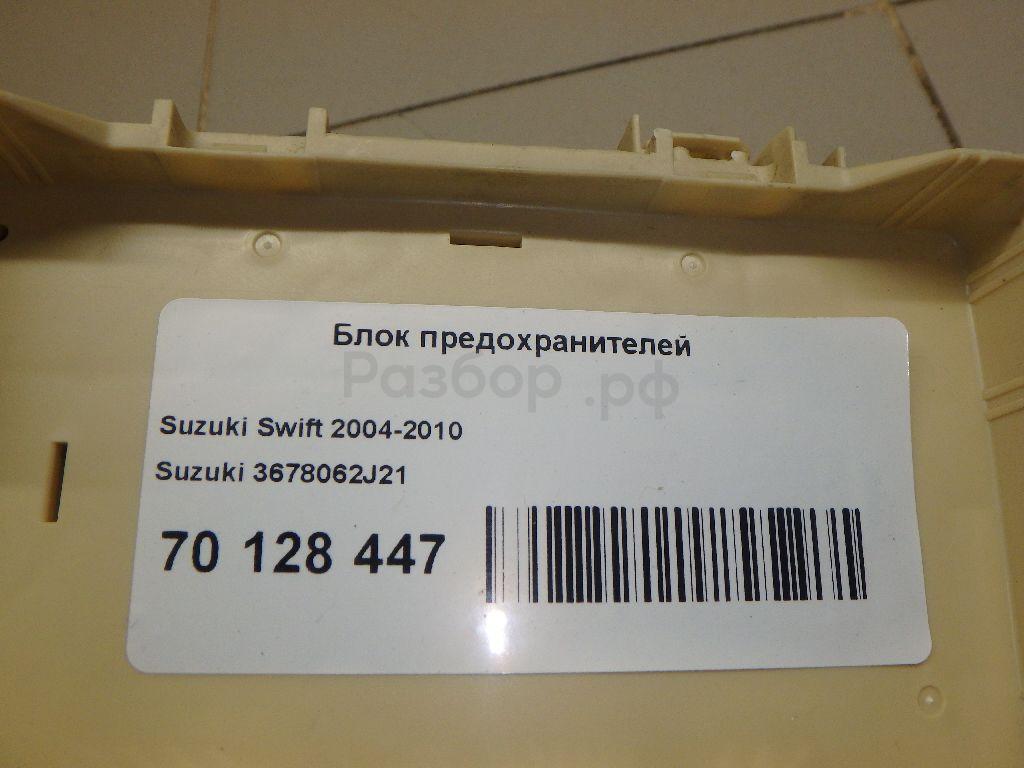 Блок предохранителей
Разбор.рф
Suzuki Swift 2004-2010
Suzuki 3678062J21
70 128 447